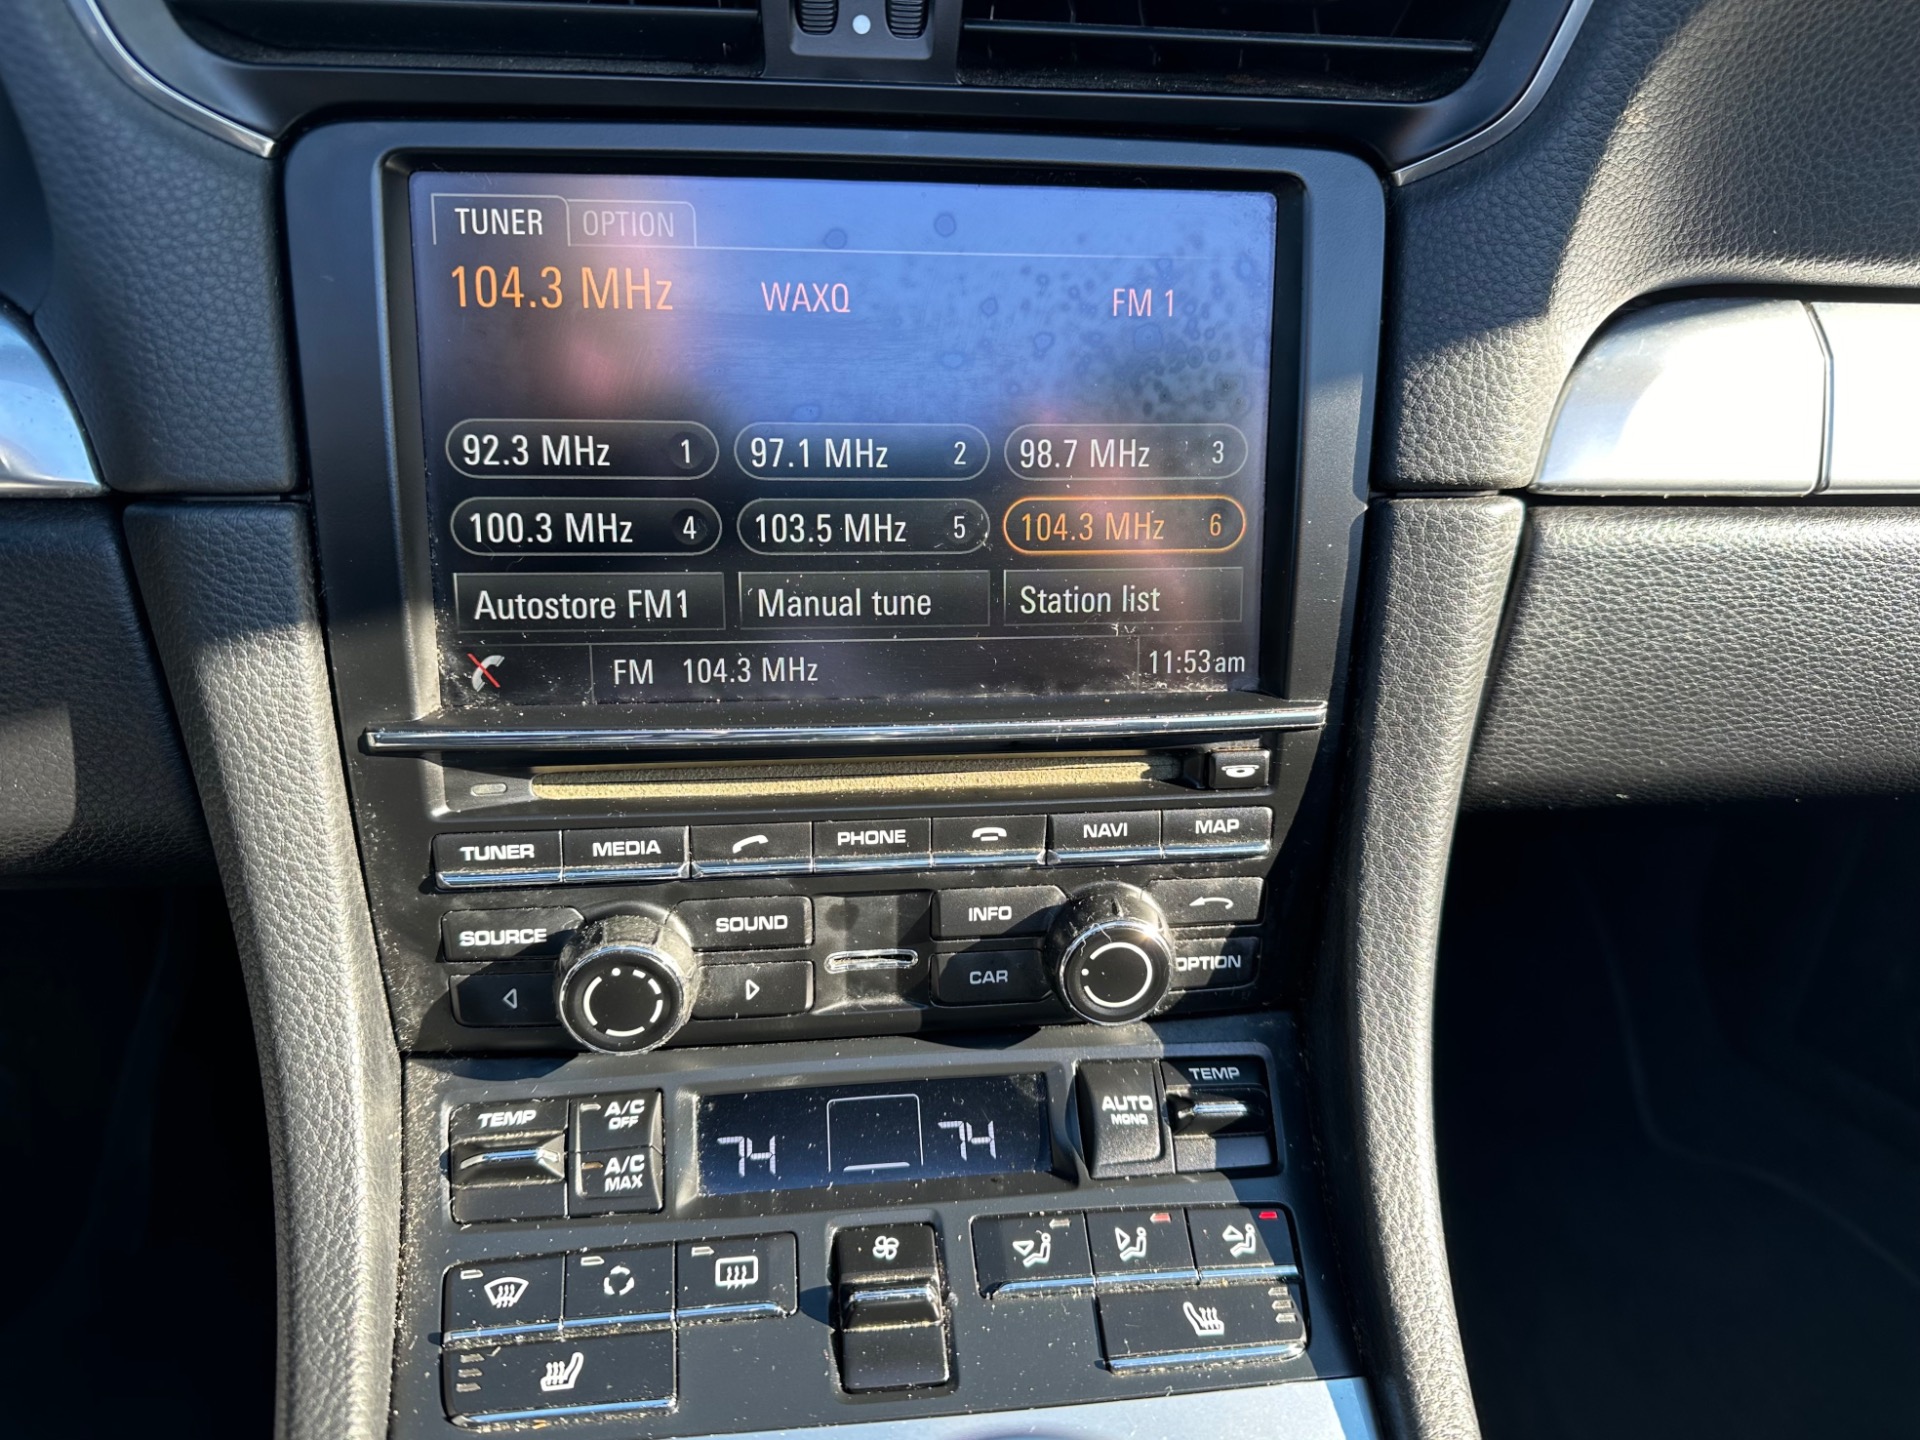 TUNER OPTION
104.3 MHz WAXQ FM 1
92.3 MHz 1 97.1 MHz 2 98.7 MHz 3
100.3 MHz 4 103.5 MHz 5 104.3 MHz 6
Autostore FM1 Manual tune Station list
FM 104.3 MHz 11:53am
TUNER MEDIA PHONE NAVI MAP
SOURCE SOUND INFO
CAR OPTION
TEMP A/C OFF AUTO MONO TEMP
74 74
A/C MAX